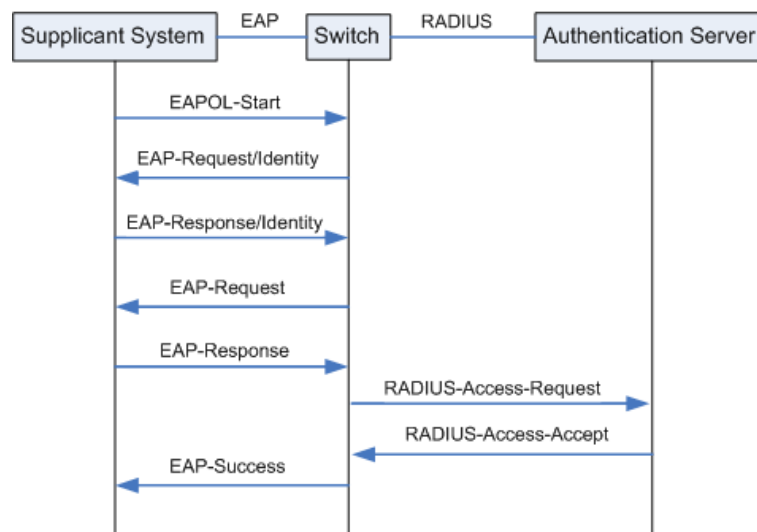 Supplicant System
EAP
Switch
RADIUS
Authentication Server
EAPOL-Start
EAP-Request/Identity
EAP-Response/Identity
EAP-Request
EAP-Response
RADIUS-Access-Request
RADIUS-Access-Accept
EAP-Success